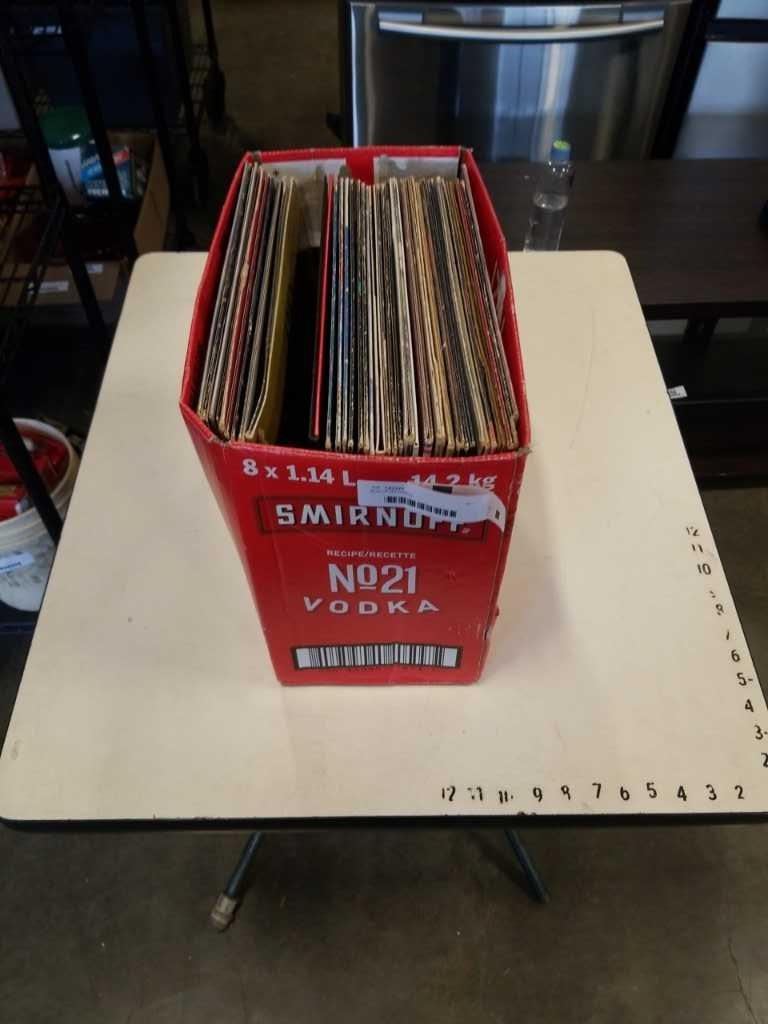 8 x 1.14 L 14.2 kg
SMIRNOFF
RECIPE/RECETTE
No21
VODKA
12
11
10
9
8
7
6
5-
4
3-
2
12 11 11. 9 8 7 6 5 4 3 2